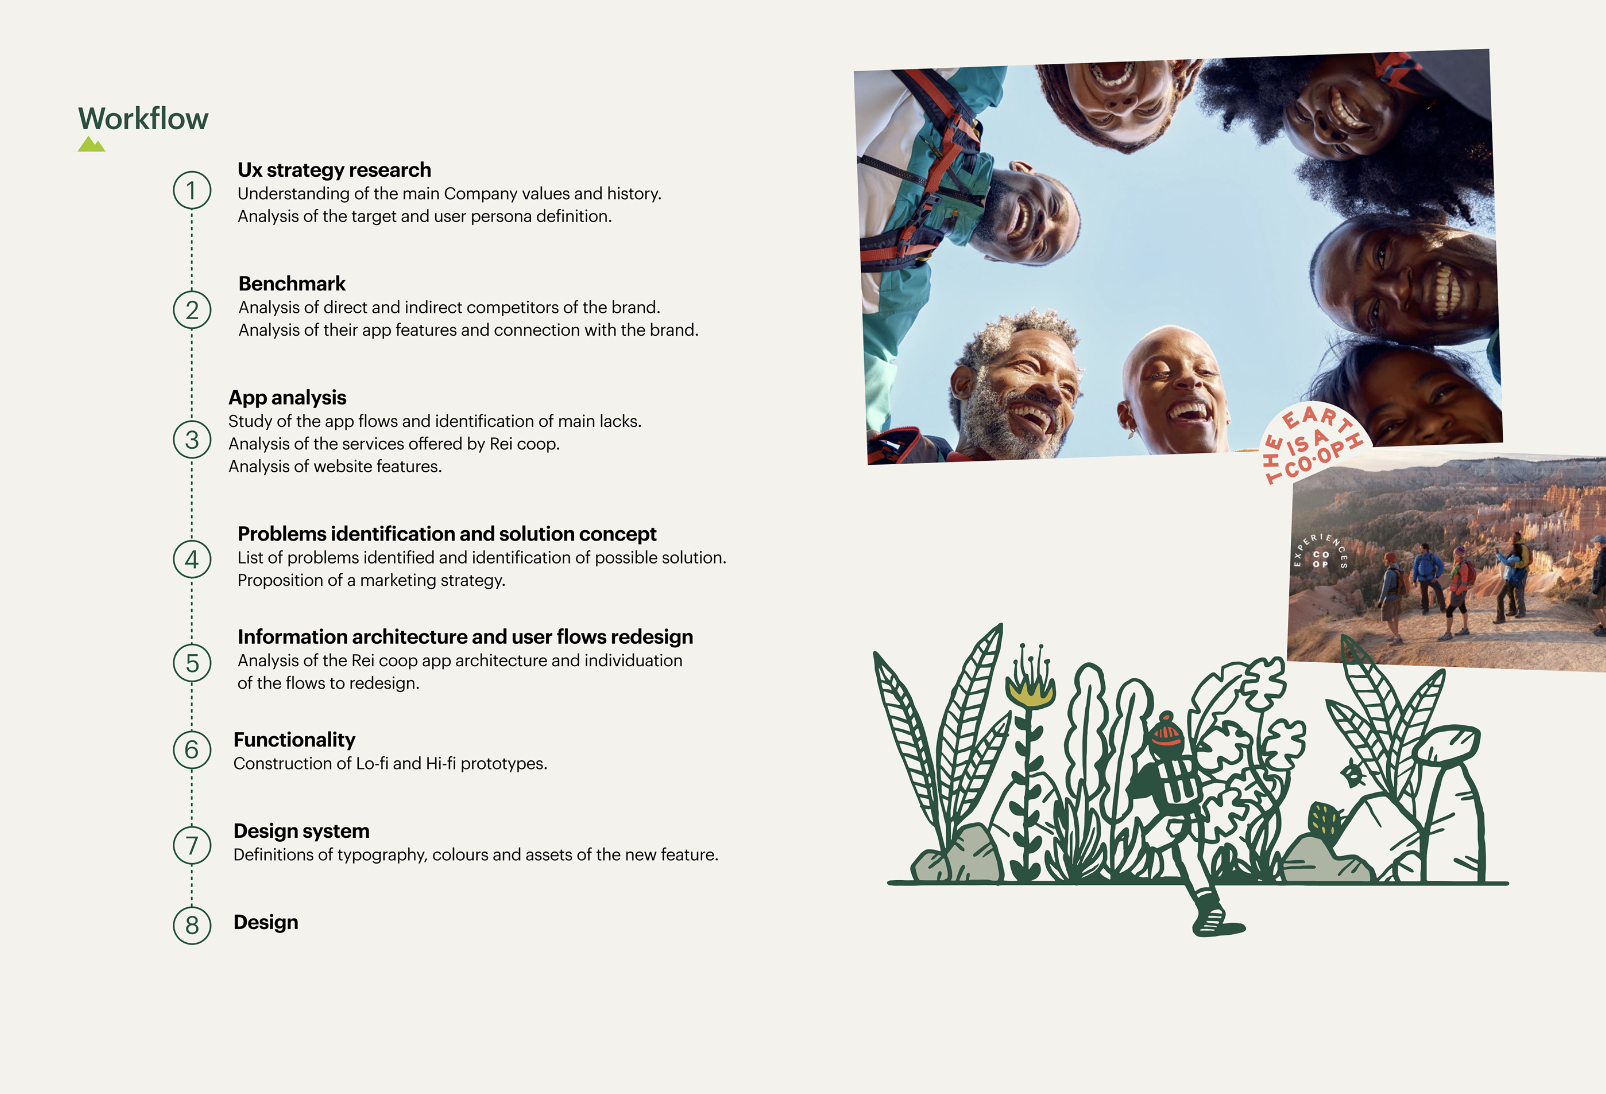 Workflow
1
Ux strategy research
Understanding of the main Company values and history.
Analysis of the target and user persona definition.
2
Benchmark
Analysis of direct and indirect competitors of the brand.
Analysis of their app features and connection with the brand.
3
App analysis
Study of the app flows and identification of main lacks.
Analysis of the services offered by Rei coop.
Analysis of website features.
4
Problems identification and solution concept
List of problems identified and identification of possible solution.
Proposition of a marketing strategy.
5
Information architecture and user flows redesign
Analysis of the Rei coop app architecture and individuation
of the flows to redesign.
6
Functionality
Construction of Lo-fi and Hi-fi prototypes.
7
Design system
Definitions of typography, colours and assets of the new feature.
8
Design
THE EARTH
IS A
CO·OP
EXPERIENCES
CO
OP